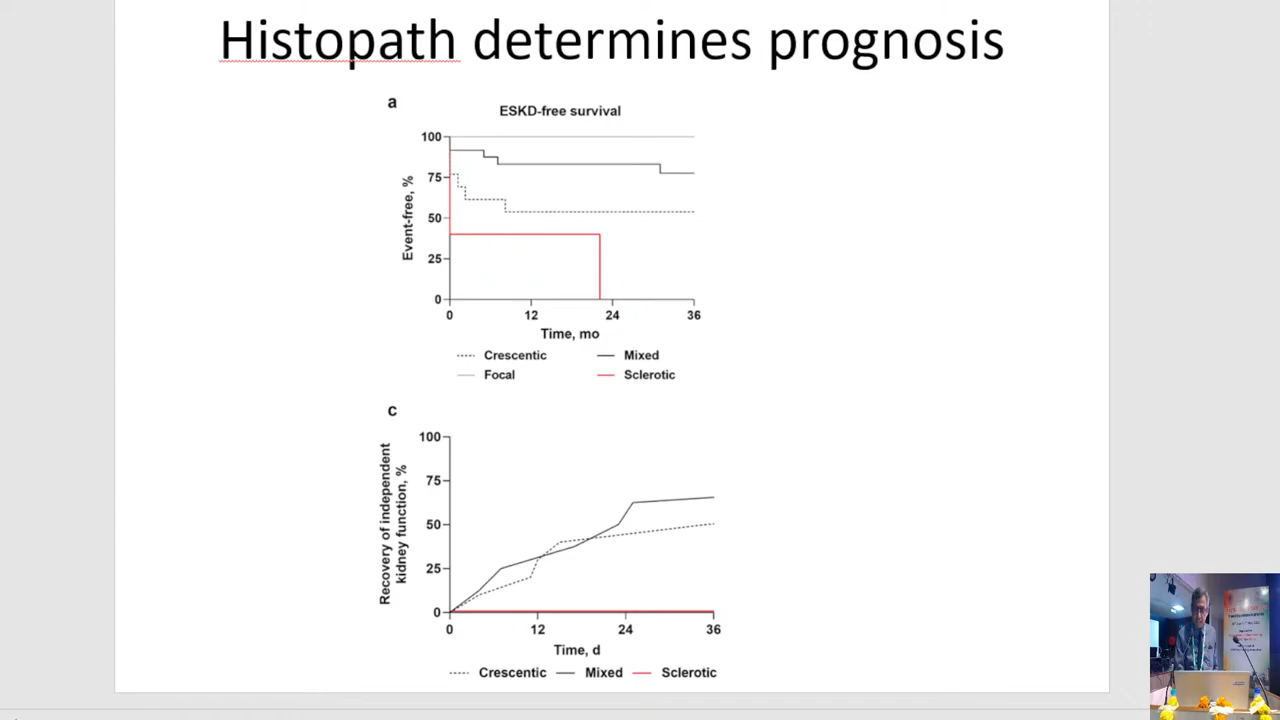 Histopath determines prognosis
a
ESKD-free survival
Event-free, %
100
75
50
25
0
0 12 24 36
Time, mo
Crescentic Mixed
Focal Sclerotic
c
Recovery of independent
kidney function, %
100
75
50
25
0
0 12 24 36
Time, d
Crescentic Mixed Sclerotic